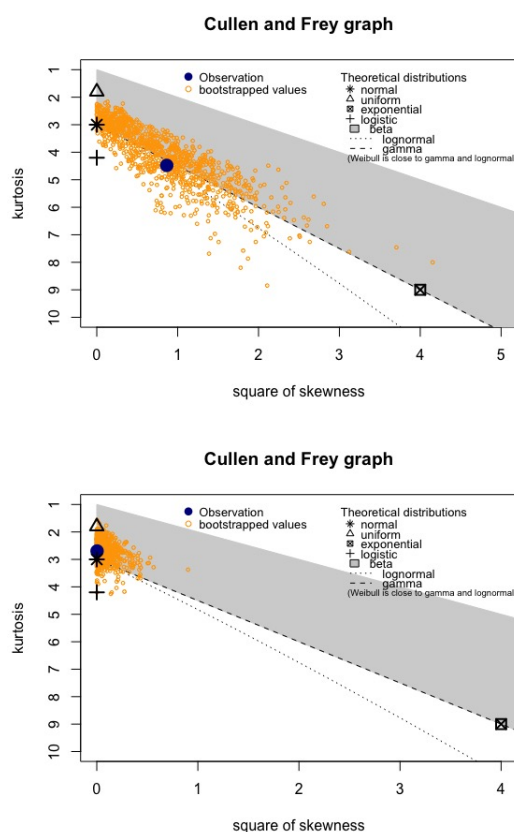 Cullen and Frey graph
Observation
bootstrapped values
Theoretical distributions
normal
uniform
exponential
logistic
beta
lognormal
gamma
(Weibull is close to gamma and lognormal
kurtosis
1
2
3
4
5
6
7
8
9
10
0 1 2 3 4 5
square of skewness
Cullen and Frey graph
Observation
bootstrapped values
Theoretical distributions
normal
uniform
exponential
logistic
beta
lognormal
gamma
(Weibull is close to gamma and lognormal
kurtosis
1
2
3
4
5
6
7
8
9
10
0 1 2 3 4
square of skewness